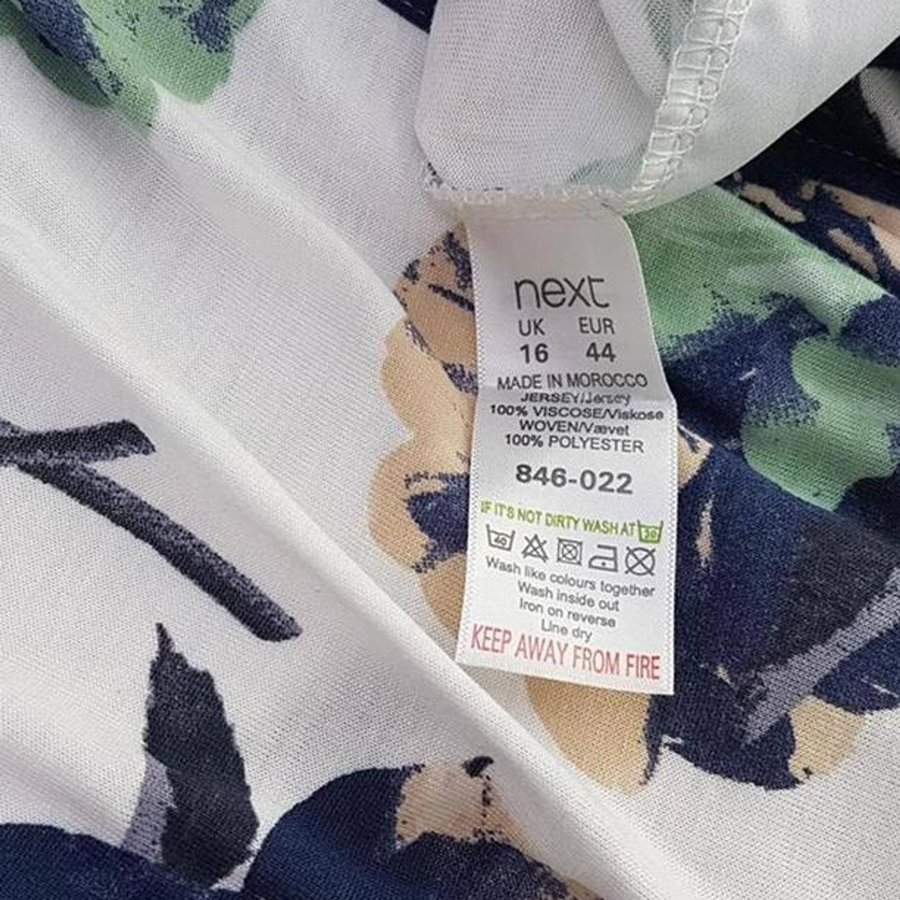 next
UK EUR
16 44
MADE IN MOROCCO
JERSEY/Jersey
100% VISCOSE/Viskose
WOVEN/Vævet
100% POLYESTER
846-022
IF IT'S NOT DIRTY WASH AT 30
40
Wash like colours together
Wash inside out
Iron on reverse
Line dry
KEEP AWAY FROM FIRE